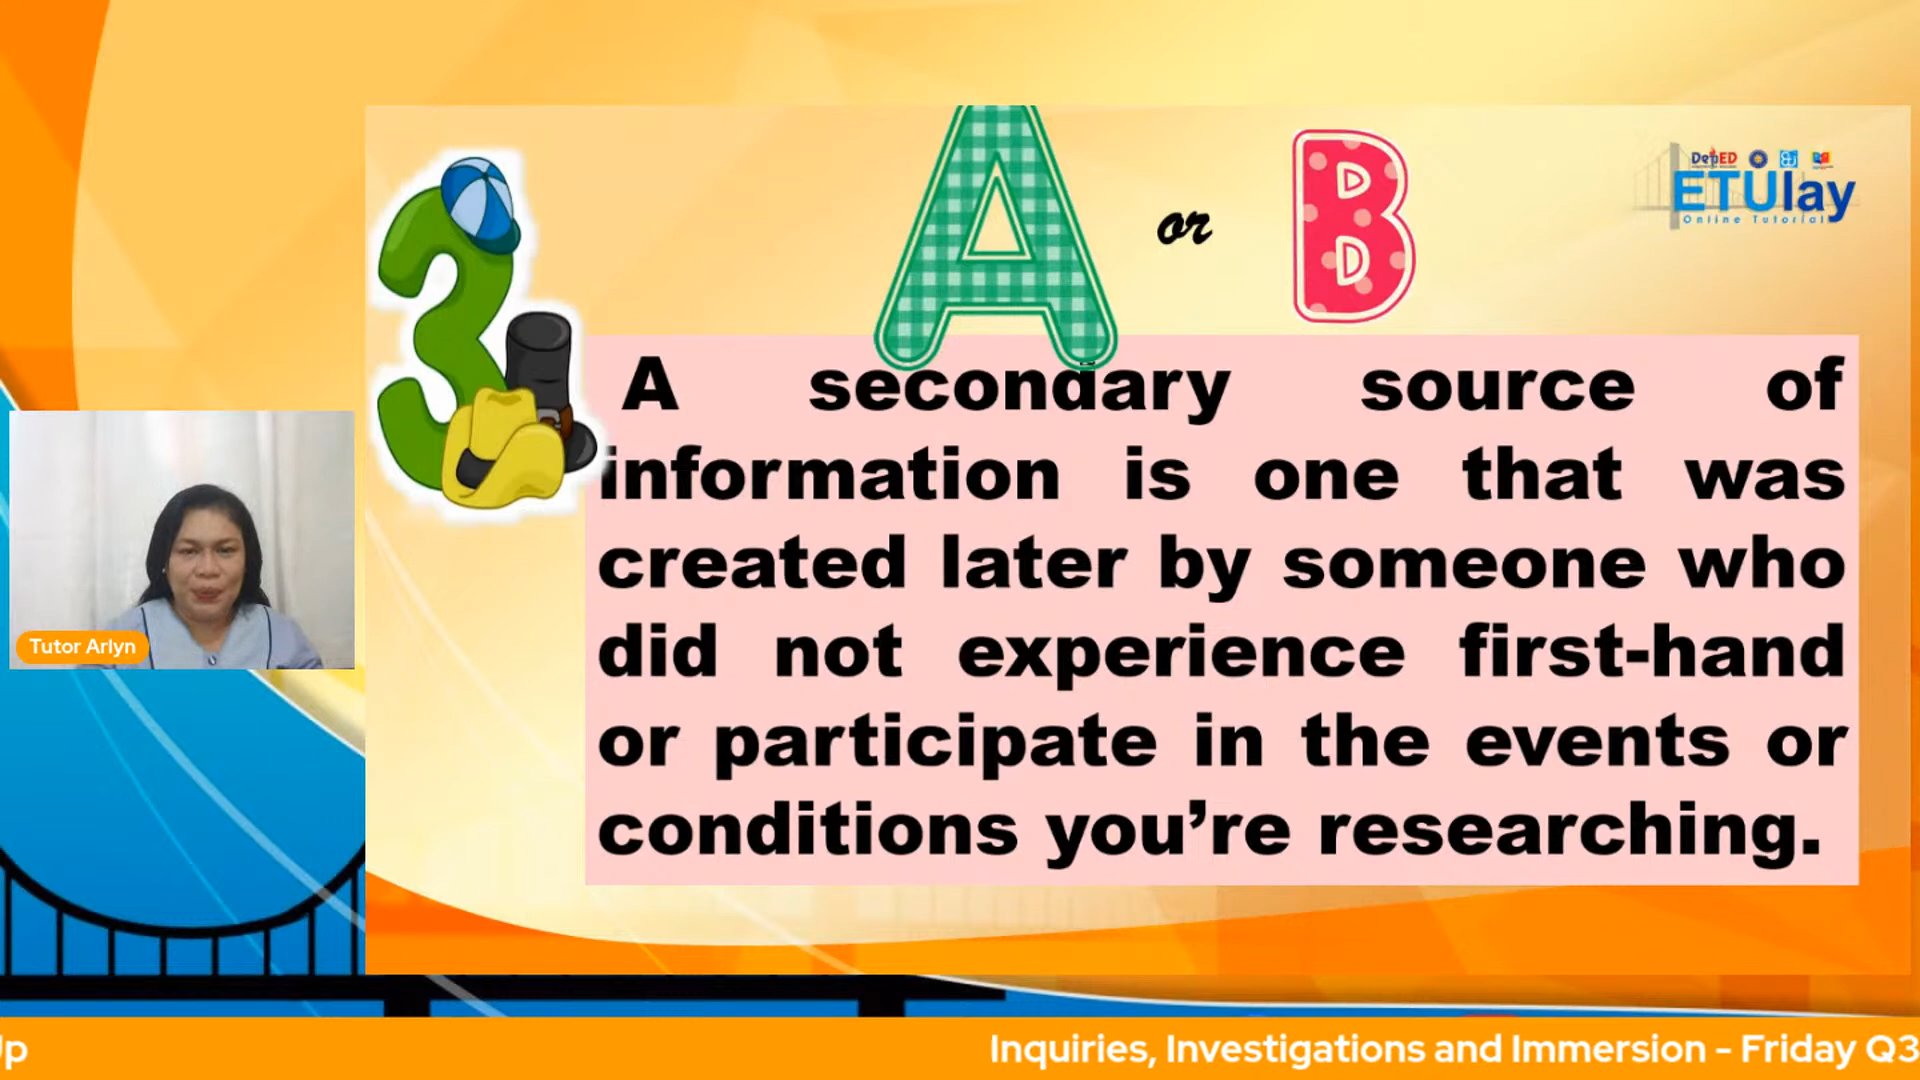 A or B
DepED
ETUlay
Online Tutorial
3
A secondary source of
information is one that was
created later by someone who
did not experience first-hand
or participate in the events or
conditions you’re researching.
Tutor Arlyn
Inquiries, Investigations and Immersion - Friday Q3